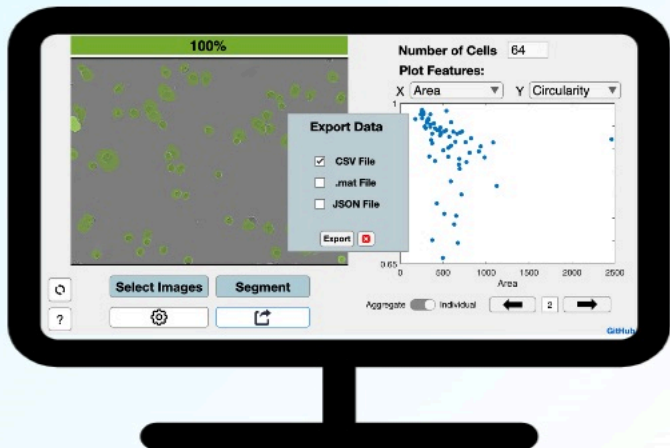 100%
Number of Cells 64
Plot Features:
X Area Y Circularity
Export Data
CSV File
.mat File
JSON File
Export
1
0.65
0 500 1000 1500 2000 2500
Area
Select Images Segment
Aggregate Individual 2
?
GitHub